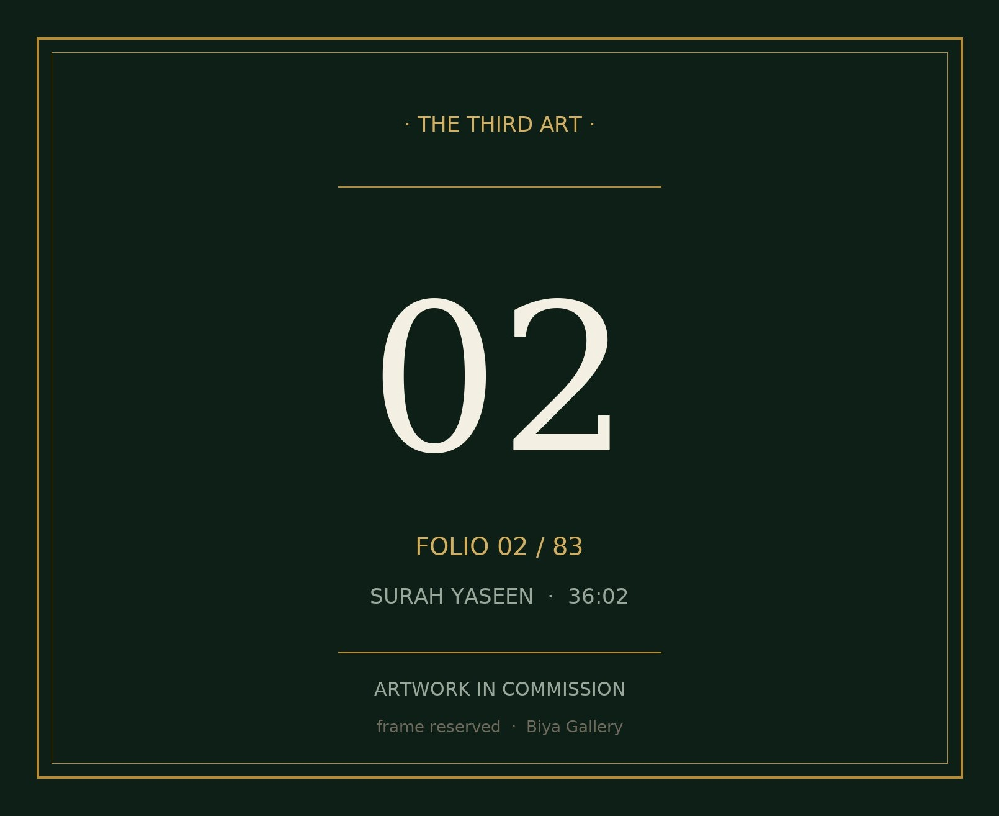 · THE THIRD ART ·
02
FOLIO 02 / 83
SURAH YASEEN · 36:02
ARTWORK IN COMMISSION
frame reserved · Biya Gallery